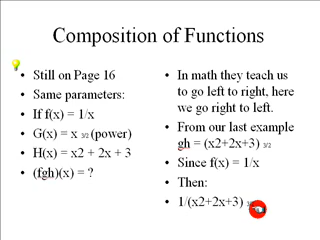 Composition of Functions
Still on Page 16
Same parameters:
If f(x) = 1/x
G(x) = x 3/2 (power)
H(x) = x2 + 2x + 3
(fgh)(x) = ?
In math they teach us
to go left to right, here
we go right to left.
From our last example
gh = (x2+2x+3) 3/2
Since f(x) = 1/x
Then:
1/(x2+2x+3)